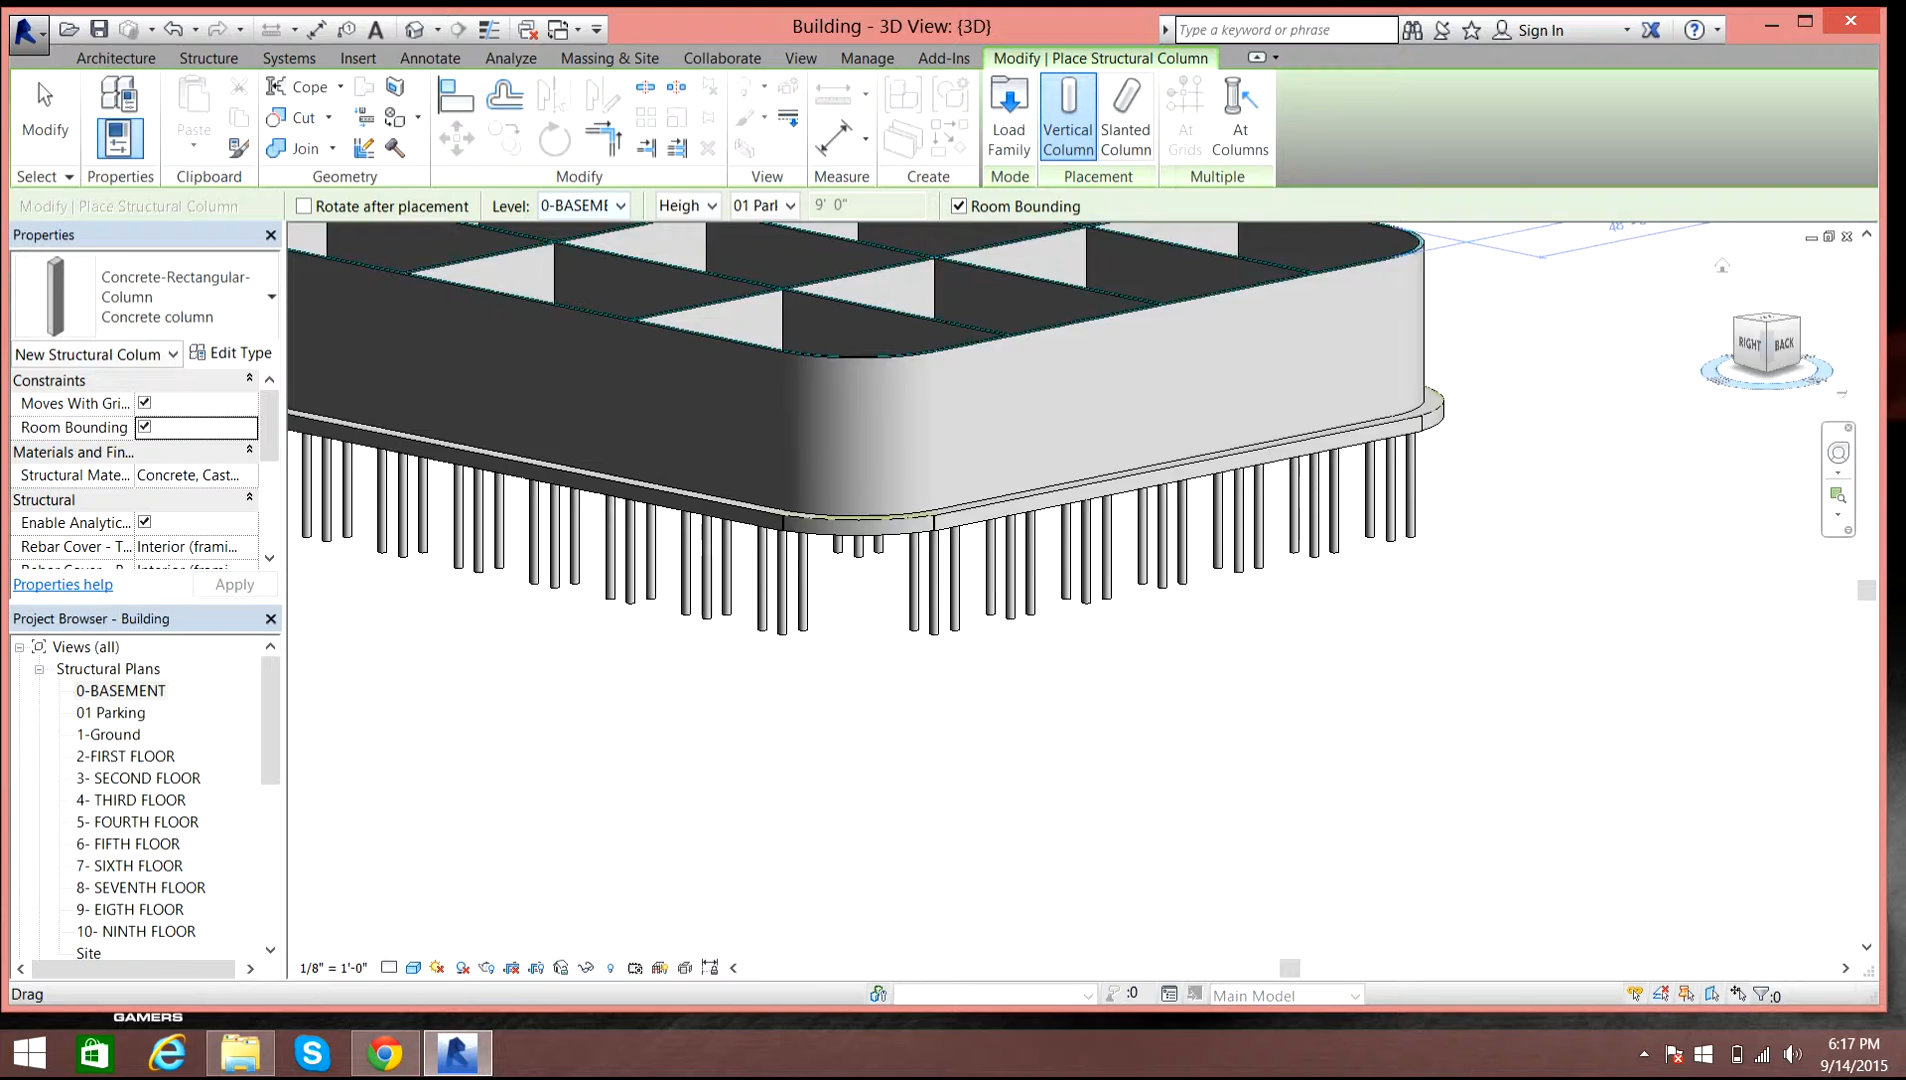 Building - 3D View: {3D}
Type a keyword or phrase
Sign In
Architecture Structure Systems Insert Annotate Analyze Massing & Site Collaborate View Manage Add-Ins Modify | Place Structural Column
Modify
Cope
Cut
Join
Paste
Load Family
Vertical Column
Slanted Column
At Grids
At Columns
Select Properties Clipboard Geometry Modify View Measure Create Mode Placement Multiple
Modify | Place Structural Column
Rotate after placement
Level: 0-BASEME
Heigh
01 Parl
9' 0"
Room Bounding
Properties
Concrete-Rectangular-
Column
Concrete column
New Structural Colum
Edit Type
Constraints
Moves With Gri...
Room Bounding
Materials and Fin...
Structural Mate... Concrete, Cast...
Structural
Enable Analytic...
Rebar Cover - T... Interior (frami...
Properties help
Apply
Project Browser - Building
Views (all)
Structural Plans
0-BASEMENT
01 Parking
1-Ground
2-FIRST FLOOR
3- SECOND FLOOR
4- THIRD FLOOR
5- FOURTH FLOOR
6- FIFTH FLOOR
7- SIXTH FLOOR
8- SEVENTH FLOOR
9- EIGTH FLOOR
10- NINTH FLOOR
Site
RIGHT
BACK
1/8" = 1'-0"
Drag
:0
Main Model
:0
GAMERS
6:17 PM
9/14/2015